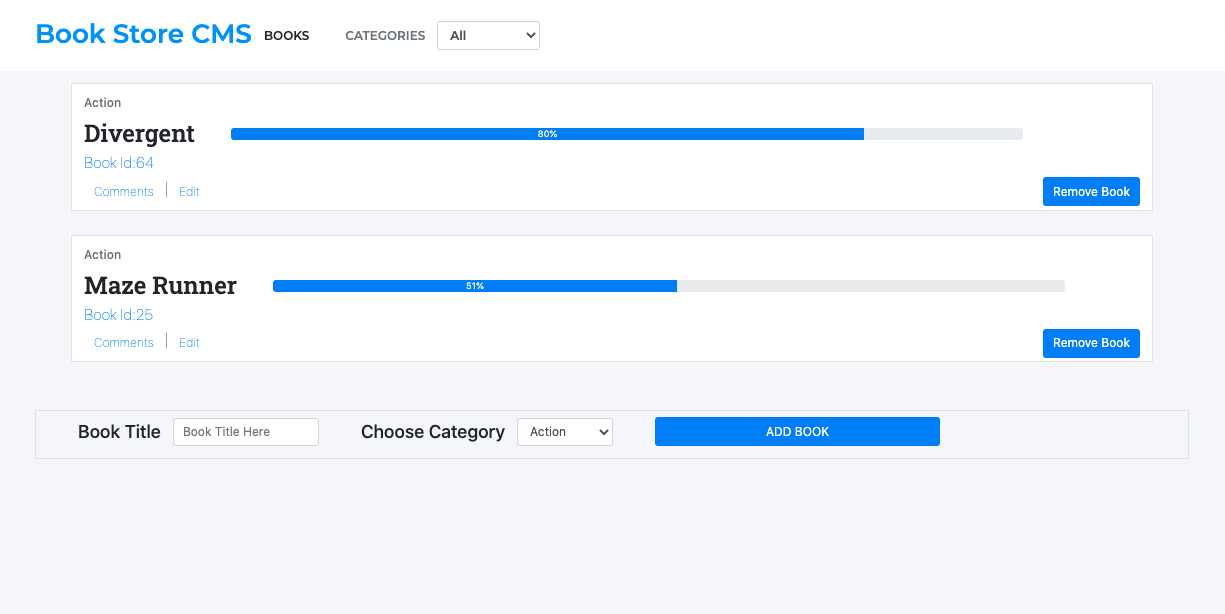 Book Store CMS BOOKS CATEGORIES All
Action
Divergent 80%
Book Id:64
Comments Edit Remove Book
Action
Maze Runner 51%
Book Id:25
Comments Edit Remove Book
Book Title Book Title Here Choose Category Action ADD BOOK